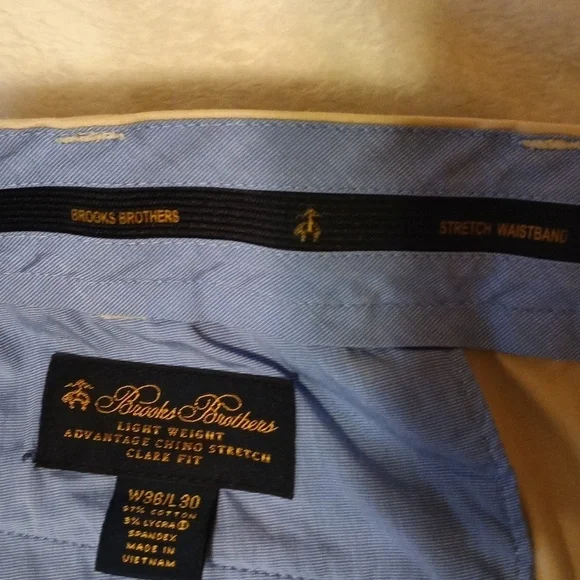 BROOKS BROTHERS STRETCH WAISTBAND
Brooks Brothers
LIGHT WEIGHT
ADVANTAGE CHINO STRETCH
CLARK FIT
W36/L30
97% COTTON
3% LYCRA®
SPANDEX
MADE IN
VIETNAM